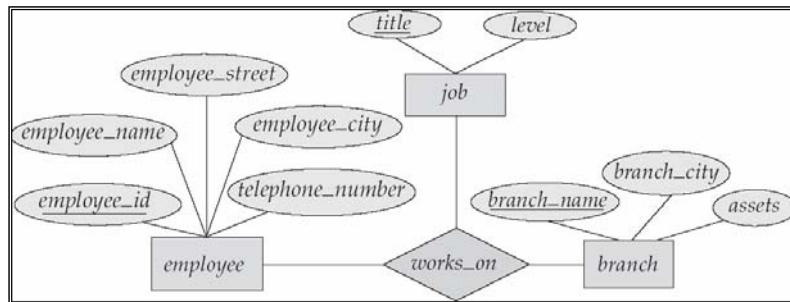 title
level
employee_street
job
employee_name
employee_city
branch_city
employee_id
telephone_number
branch_name
assets
employee
works_on
branch